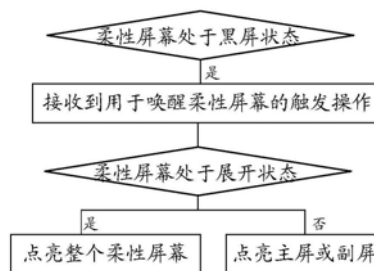 柔性屏幕处于黑屏状态
是
接收到用于唤醒柔性屏幕的触发操作
柔性屏幕处于展开状态
是
否
点亮整个柔性屏幕
点亮主屏或副屏